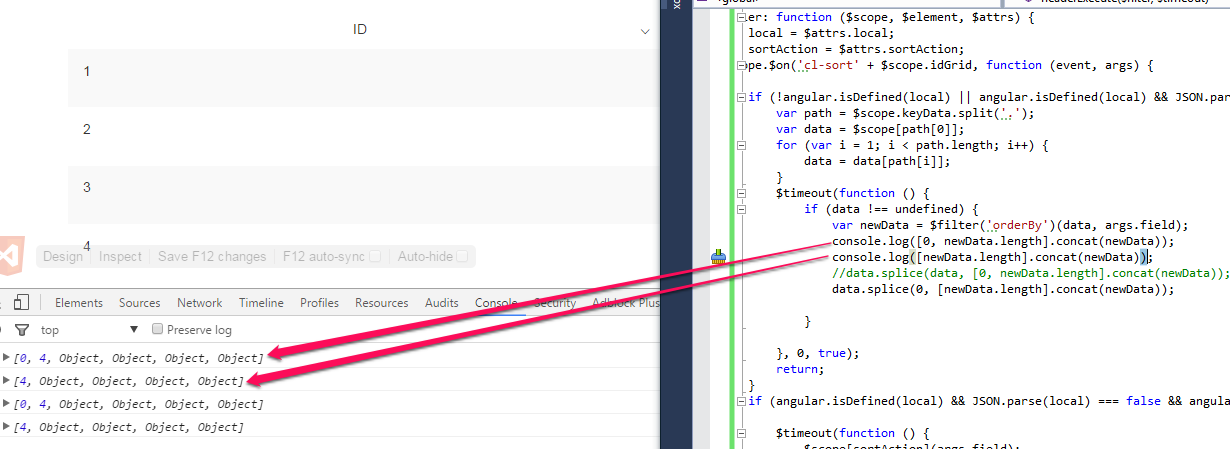 ID
1
2
3
4
Design Inspect Save F12 changes F12 auto-sync Auto-hide
Elements Sources Network Timeline Profiles Resources Audits Console Security Adblock Plus
top Preserve log
[0, 4, Object, Object, Object, Object]
[4, Object, Object, Object, Object]
[0, 4, Object, Object, Object, Object]
[4, Object, Object, Object, Object]
er: function ($scope, $element, $attrs) {
local = $attrs.local;
sortAction = $attrs.sortAction;
pe.$on('cl-sort' + $scope.idGrid, function (event, args) {
if (!angular.isDefined(local) || angular.isDefined(local) && JSON.par
var path = $scope.keyData.split('.');
var data = $scope[path[0]];
for (var i = 1; i < path.length; i++) {
data = data[path[i]];
}
$timeout(function () {
if (data !== undefined) {
var newData = $filter('orderBy')(data, args.field);
console.log([0, newData.length].concat(newData));
console.log([newData.length].concat(newData));
//data.splice(data, [0, newData.length].concat(newData));
data.splice(0, [newData.length].concat(newData));
}
}, 0, true);
return;
}
if (angular.isDefined(local) && JSON.parse(local) === false && angula
$timeout(function () {
$scope[sortAction](args.field);